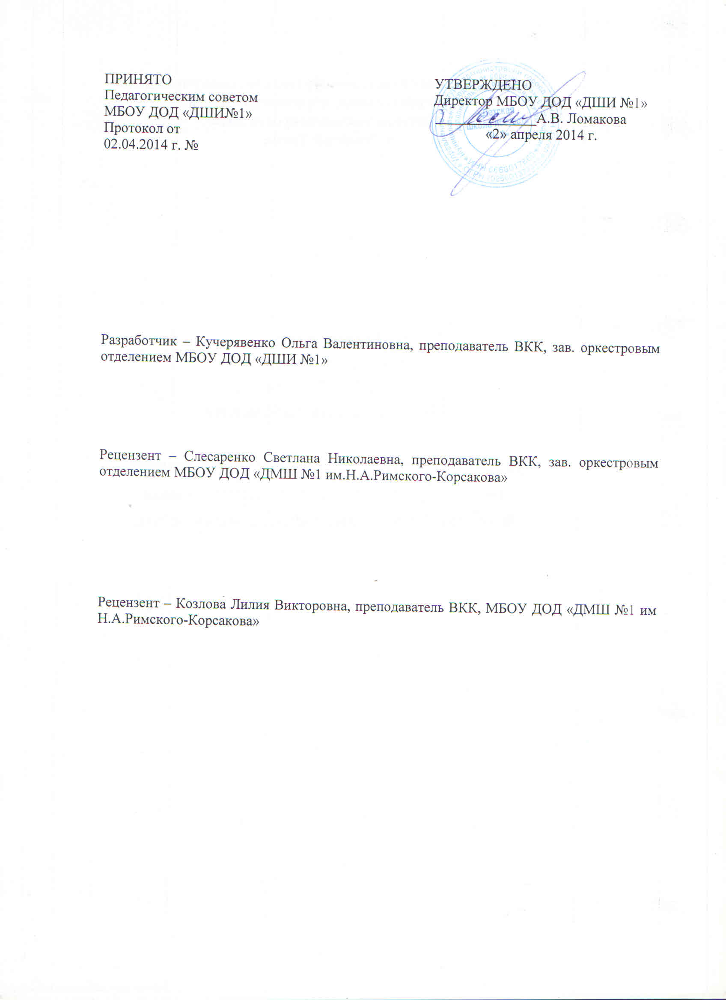 ПРИНЯТО
Педагогическим советом
МБОУ ДОД «ДШИ№1»
Протокол от
02.04.2014 г. №
УТВЕРЖДЕНО
Директор МБОУ ДОД «ДШИ №1»
А.В. Ломакова
«2» апреля 2014 г.
Разработчик – Кучерявенко Ольга Валентиновна, преподаватель ВКК, зав. оркестровым
отделением МБОУ ДОД «ДШИ №1»
Рецензент – Слесаренко Светлана Николаевна, преподаватель ВКК, зав. оркестровым
отделением МБОУ ДОД «ДМШ №1 им.Н.А.Римского-Корсакова»
Рецензент – Козлова Лилия Викторовна, преподаватель ВКК, МБОУ ДОД «ДМШ №1 им
Н.А.Римского-Корсакова»